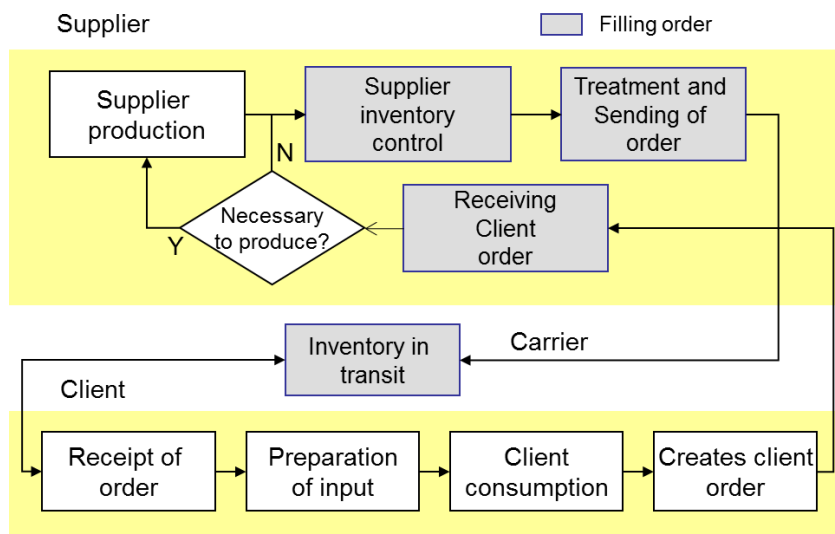 Supplier
Filling order
Supplier
production
Supplier
inventory
control
Treatment and
Sending of
order
N
Necessary
to produce?
Y
Receiving
Client
order
Inventory in
transit
Carrier
Client
Receipt of
order
Preparation
of input
Client
consumption
Creates client
order